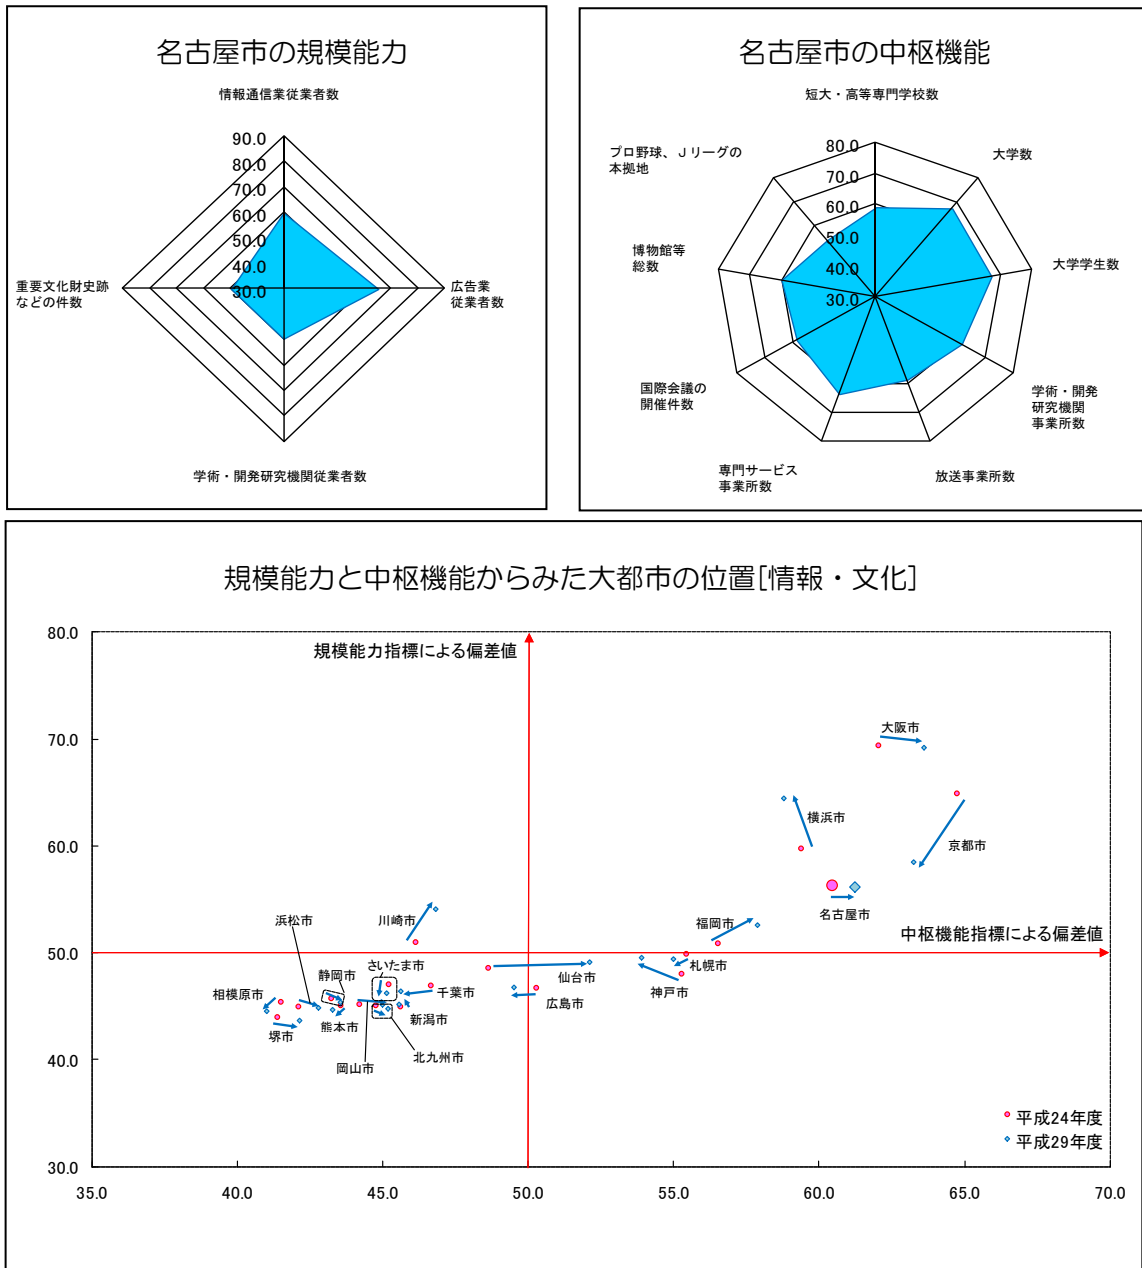 名古屋市の規模能力
情報通信業従業者数
90.0
80.0
70.0
60.0
50.0
40.0
30.0
重要文化財史跡
などの件数
広告業
従業者数
学術・開発研究機関従業者数
名古屋市の中枢機能
短大・高等専門学校数
80.0
70.0
60.0
50.0
40.0
30.0
プロ野球、Jリーグの
本拠地
大学数
博物館等
総数
大学学生数
国際会議の
開催件数
学術・開発
研究機関
事業所数
専門サービス
事業所数
放送事業所数
規模能力と中枢機能からみた大都市の位置[情報・文化]
80.0
70.0
60.0
50.0
40.0
30.0
規模能力指標による偏差値
大阪市
横浜市
京都市
名古屋市
福岡市
中枢機能指標による偏差値
浜松市
川崎市
静岡市
さいたま市
札幌市
仙台市
神戸市
相模原市
千葉市
広島市
新潟市
熊本市
堺市
北九州市
岡山市
平成24年度
平成29年度
35.0 40.0 45.0 50.0 55.0 60.0 65.0 70.0